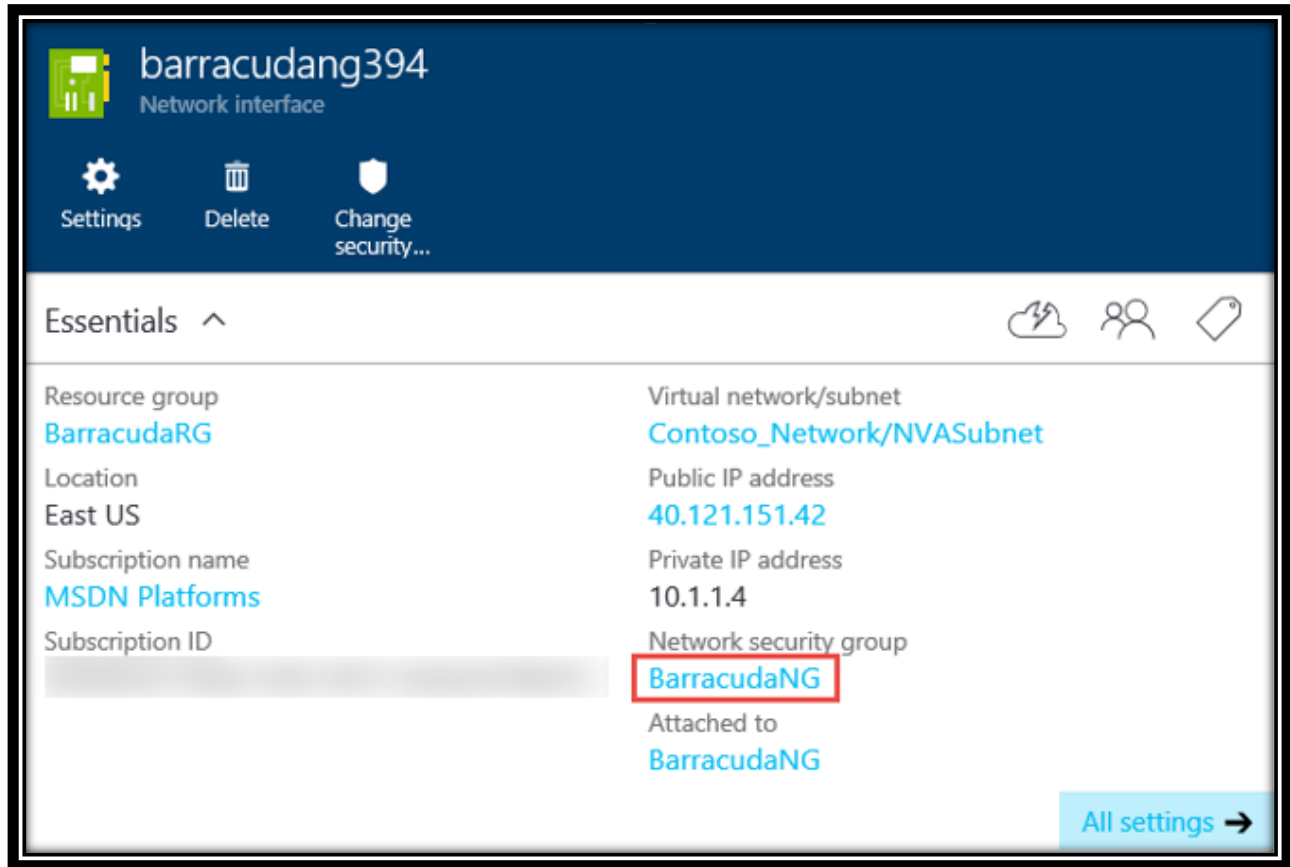 barracudang394
Network interface
Settings
Delete
Change
security...
Essentials
Resource group
BarracudaRG
Location
East US
Subscription name
MSDN Platforms
Subscription ID
Virtual network/subnet
Contoso_Network/NVASubnet
Public IP address
40.121.151.42
Private IP address
10.1.1.4
Network security group
BarracudaNG
Attached to
BarracudaNG
All settings